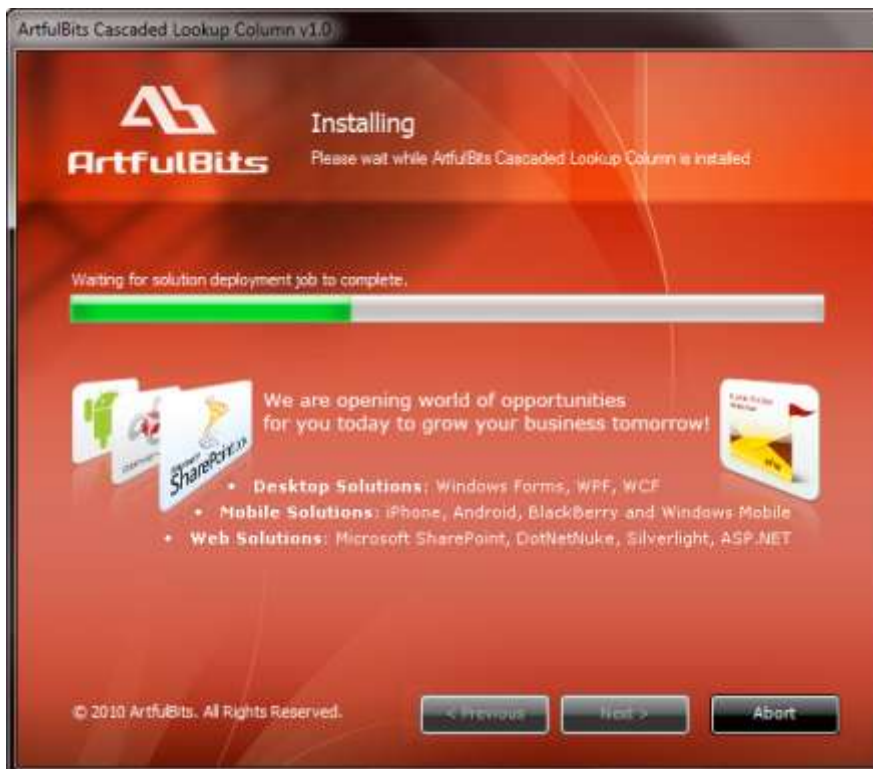 ArtfulBits Cascaded Lookup Column v1.0
ArtfulBits
Installing
Please wait while ArtfulBits Cascaded Lookup Column is installed
Waiting for solution deployment job to complete.
We are opening world of opportunities
for you today to grow your business tomorrow!
SharePoint
• Desktop Solutions: Windows Forms, WPF, WCF
• Mobile Solutions: iPhone, Android, BlackBerry and Windows Mobile
• Web Solutions: Microsoft SharePoint, DotNetNuke, Silverlight, ASP.NET
© 2010 ArtfulBits. All Rights Reserved.
< Previous
Next >
Abort